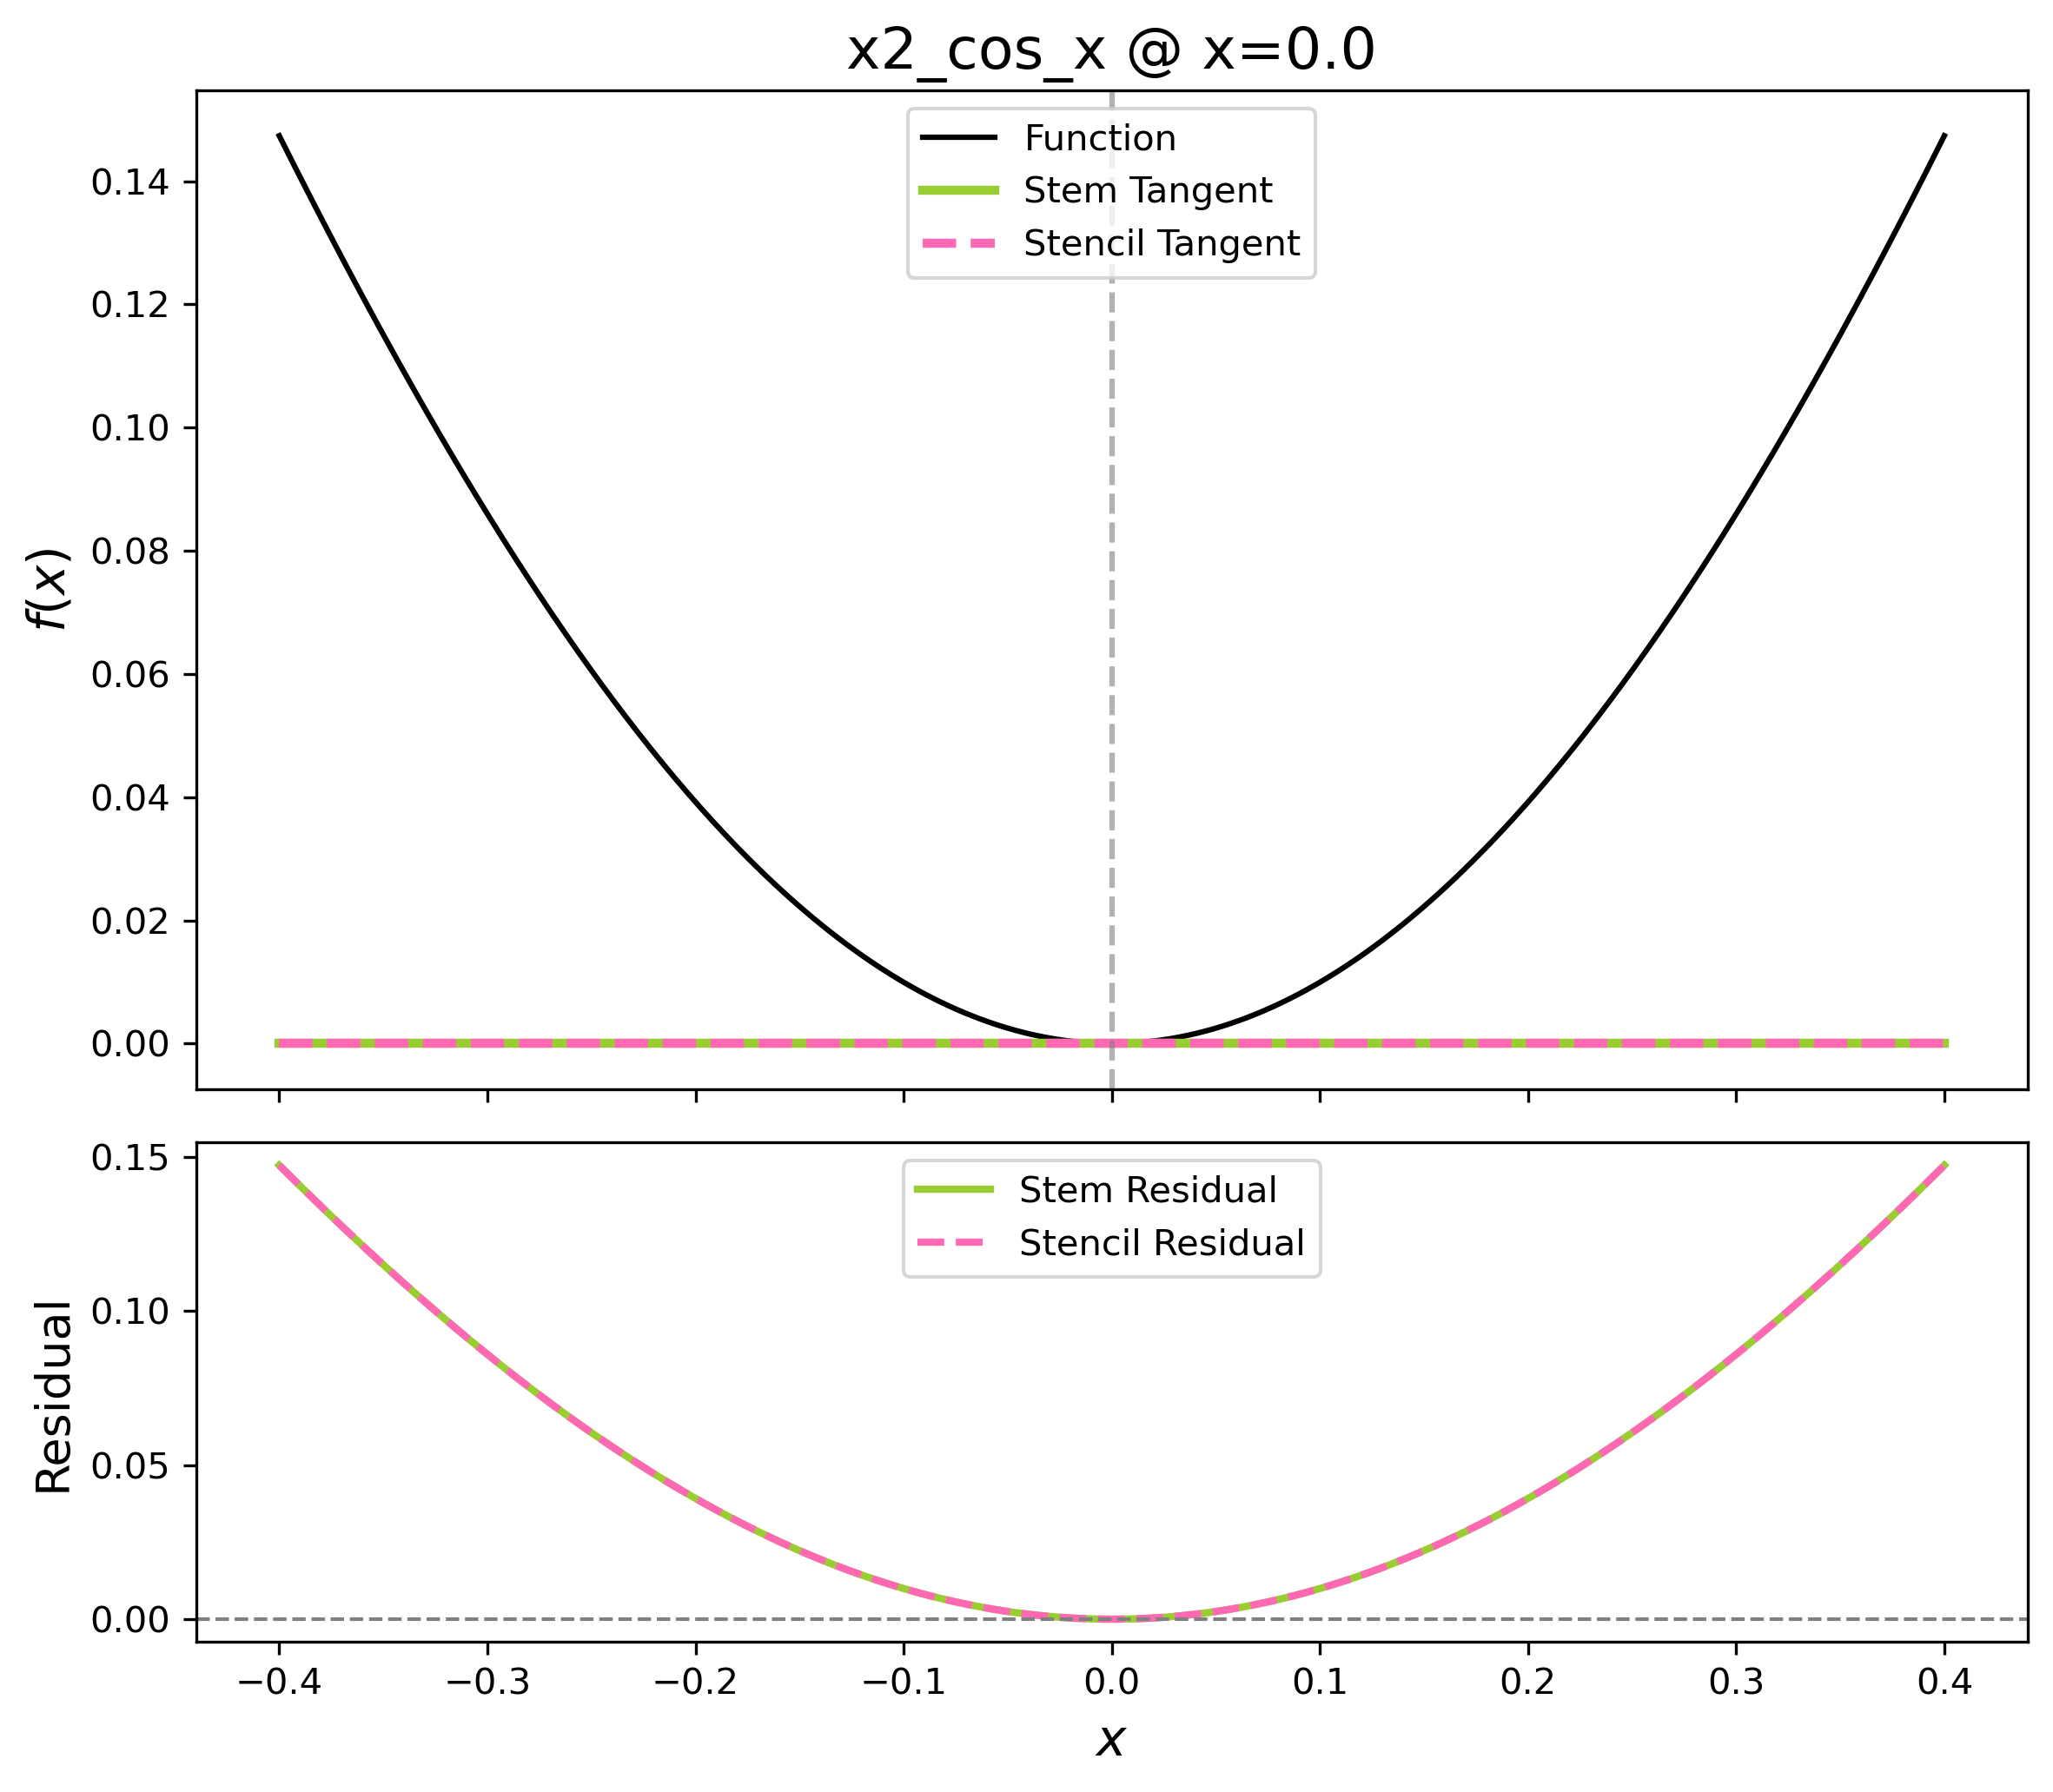 x2_cos_x @ x=0.0
Function
Stem Tangent
Stencil Tangent
0.14
0.12
0.10
0.08
0.06
0.04
0.02
0.00
f(x)
Stem Residual
Stencil Residual
0.15
0.10
0.05
0.00
Residual
−0.4 −0.3 −0.2 −0.1 0.0 0.1 0.2 0.3 0.4
x